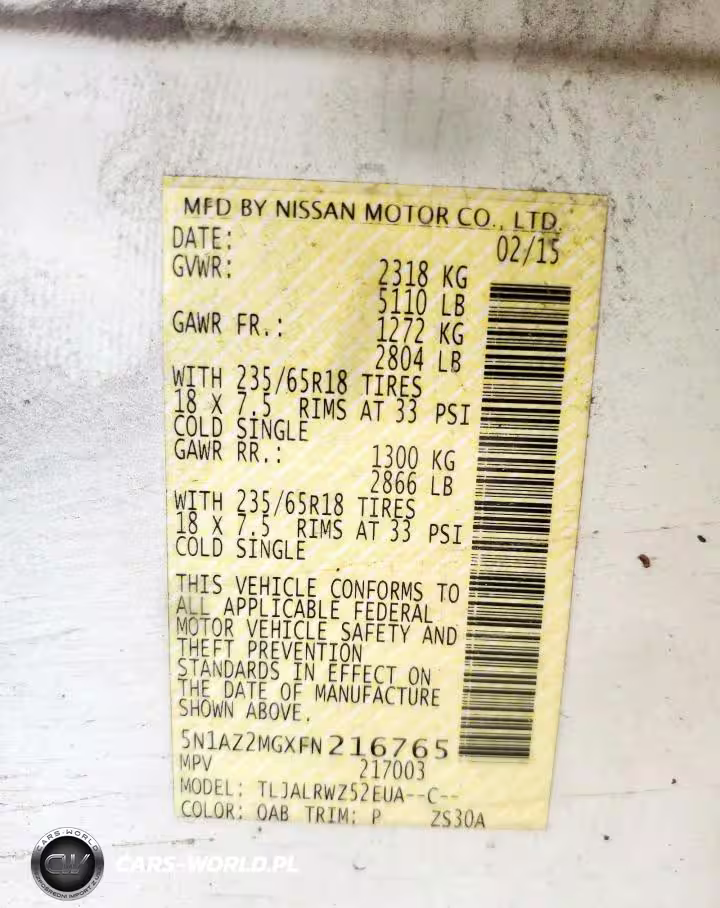 MFD BY NISSAN MOTOR CO., LTD.
DATE: 02/15
GVWR: 2318 KG
5110 LB
GAWR FR.: 1272 KG
2804 LB
WITH 235/65R18 TIRES
18 X 7.5 RIMS AT 33 PSI
COLD SINGLE
GAWR RR.: 1300 KG
2866 LB
WITH 235/65R18 TIRES
18 X 7.5 RIMS AT 33 PSI
COLD SINGLE
THIS VEHICLE CONFORMS TO
ALL APPLICABLE FEDERAL
MOTOR VEHICLE SAFETY AND
THEFT PREVENTION
STANDARDS IN EFFECT ON
THE DATE OF MANUFACTURE
SHOWN ABOVE.
5N1AZ2MGXFN216765
MPV 217003
MODEL: TLJALRWZ52EUA--C--
COLOR: QAB TRIM: P ZS30A
CARS-WORLD
CW
CARS-WORLD.PL